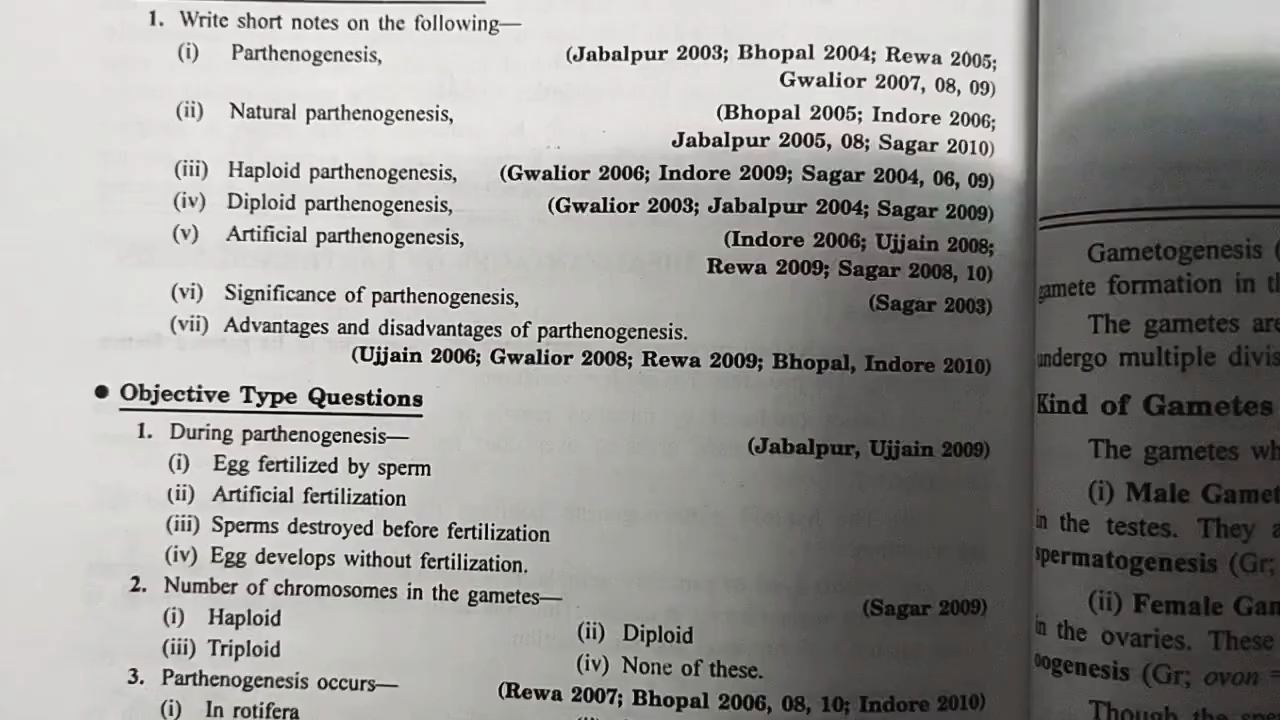 1. Write short notes on the following—
(i) Parthenogenesis, (Jabalpur 2003; Bhopal 2004; Rewa 2005;
Gwalior 2007, 08, 09)
(ii) Natural parthenogenesis, (Bhopal 2005; Indore 2006;
Jabalpur 2005, 08; Sagar 2010)
(iii) Haploid parthenogenesis, (Gwalior 2006; Indore 2009; Sagar 2004, 06, 09)
(iv) Diploid parthenogenesis, (Gwalior 2003; Jabalpur 2004; Sagar 2009)
(v) Artificial parthenogenesis, (Indore 2006; Ujjain 2008;
Rewa 2009; Sagar 2008, 10)
(vi) Significance of parthenogenesis, (Sagar 2003)
(vii) Advantages and disadvantages of parthenogenesis.
(Ujjain 2006; Gwalior 2008; Rewa 2009; Bhopal, Indore 2010)
● Objective Type Questions
1. During parthenogenesis— (Jabalpur, Ujjain 2009)
(i) Egg fertilized by sperm
(ii) Artificial fertilization
(iii) Sperms destroyed before fertilization
(iv) Egg develops without fertilization.
2. Number of chromosomes in the gametes— (Sagar 2009)
(i) Haploid (ii) Diploid
(iii) Triploid (iv) None of these.
3. Parthenogenesis occurs— (Rewa 2007; Bhopal 2006, 08, 10; Indore 2010)
(i) In rotifera
Gametogenesis (
gamete formation in
The gametes are
undergo multiple
Kind of Gametes
The gametes
(i) Male
in the testes. They
spermatogenesis (Gr;
(ii) Female
in the ovaries. These
oogenesis (Gr; ovon =
Though the